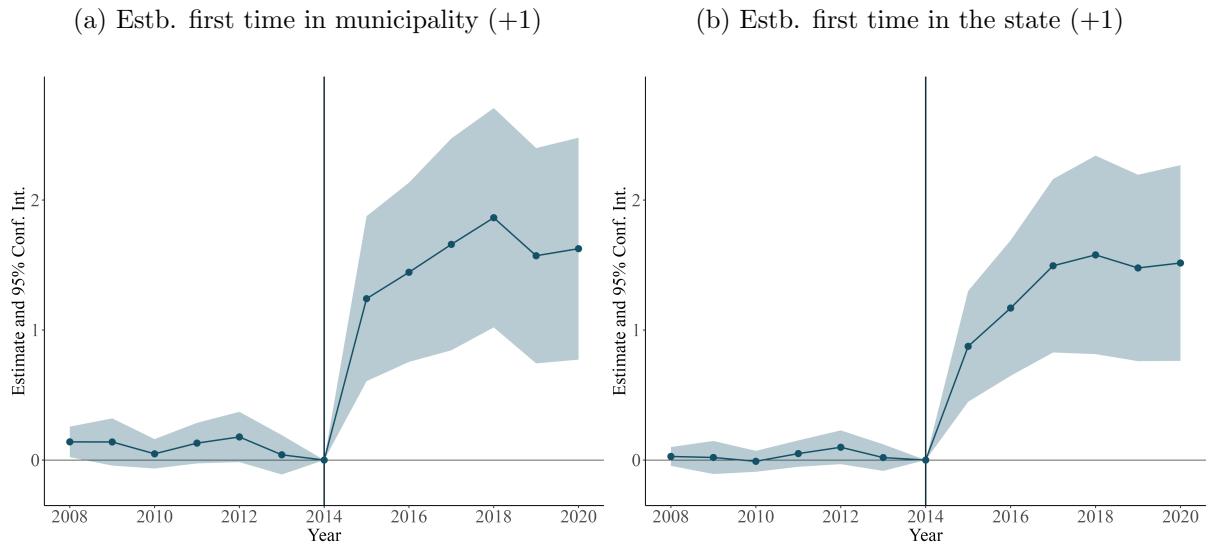 (a) Estb. first time in municipality (+1)
Estimate and 95% Conf. Int.
2
1
0
2008 2010 2012 2014 2016 2018 2020
Year
(b) Estb. first time in the state (+1)
Estimate and 95% Conf. Int.
2
1
0
2008 2010 2012 2014 2016 2018 2020
Year